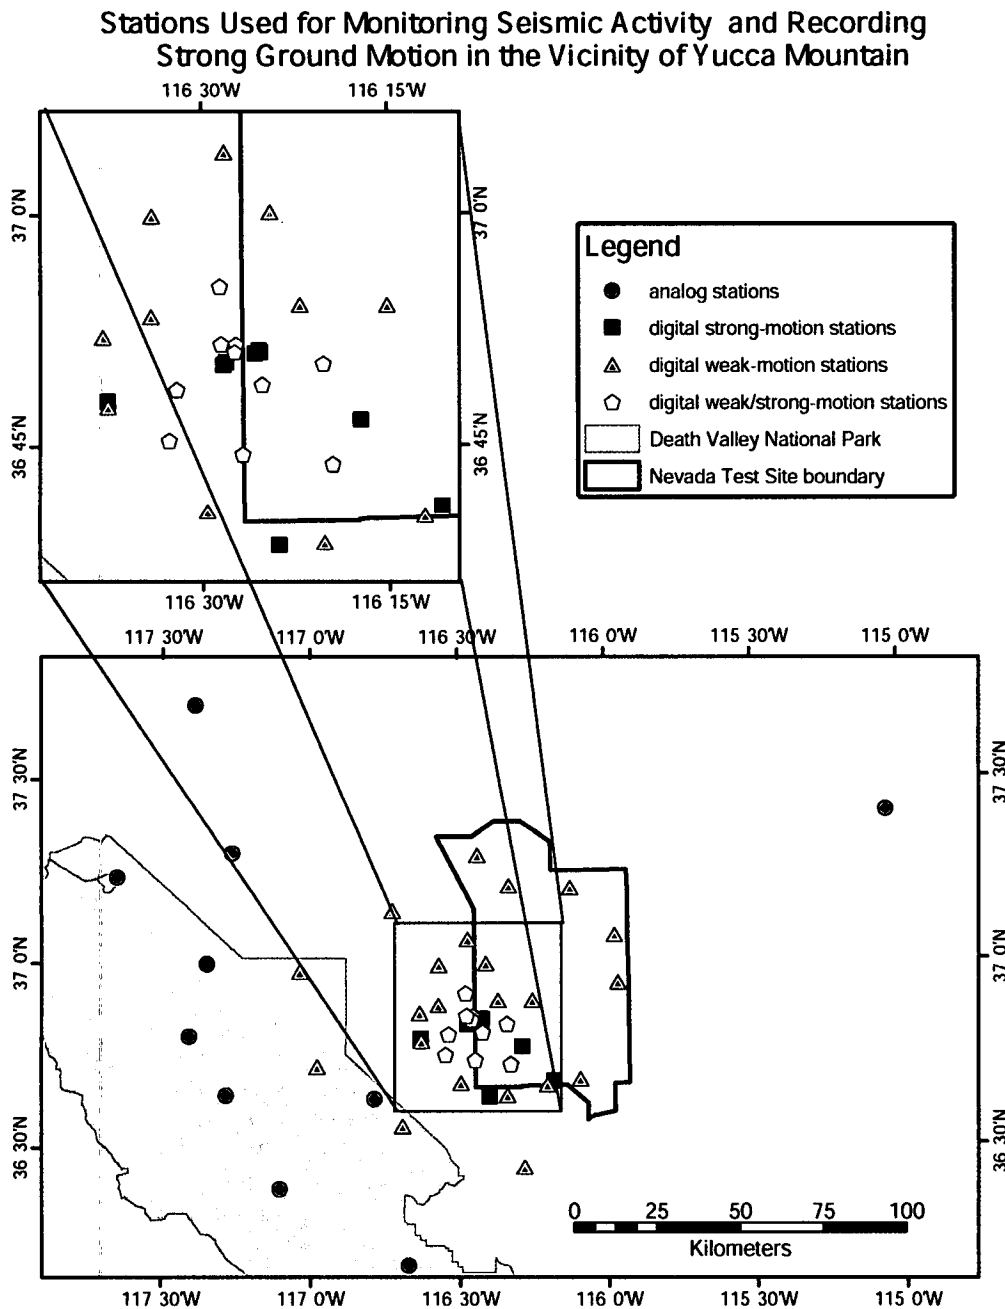 Stations Used for Monitoring Seismic Activity and Recording
Strong Ground Motion in the Vicinity of Yucca Mountain
116 30'W 116 15'W
37 0'N 37 0'N
36 45'N 36 45'N
116 30'W 116 15'W
Legend
analog stations
digital strong-motion stations
digital weak-motion stations
digital weak/strong-motion stations
Death Valley National Park
Nevada Test Site boundary
117 30'W 117 0'W 116 30'W 116 0'W 115 30'W 115 0'W
37 30'N 37 30'N
37 0'N 37 0'N
36 30'N 36 30'N
0 25 50 75 100
Kilometers
117 30'W 117 0'W 116 30'W 116 0'W 115 30'W 115 0'W